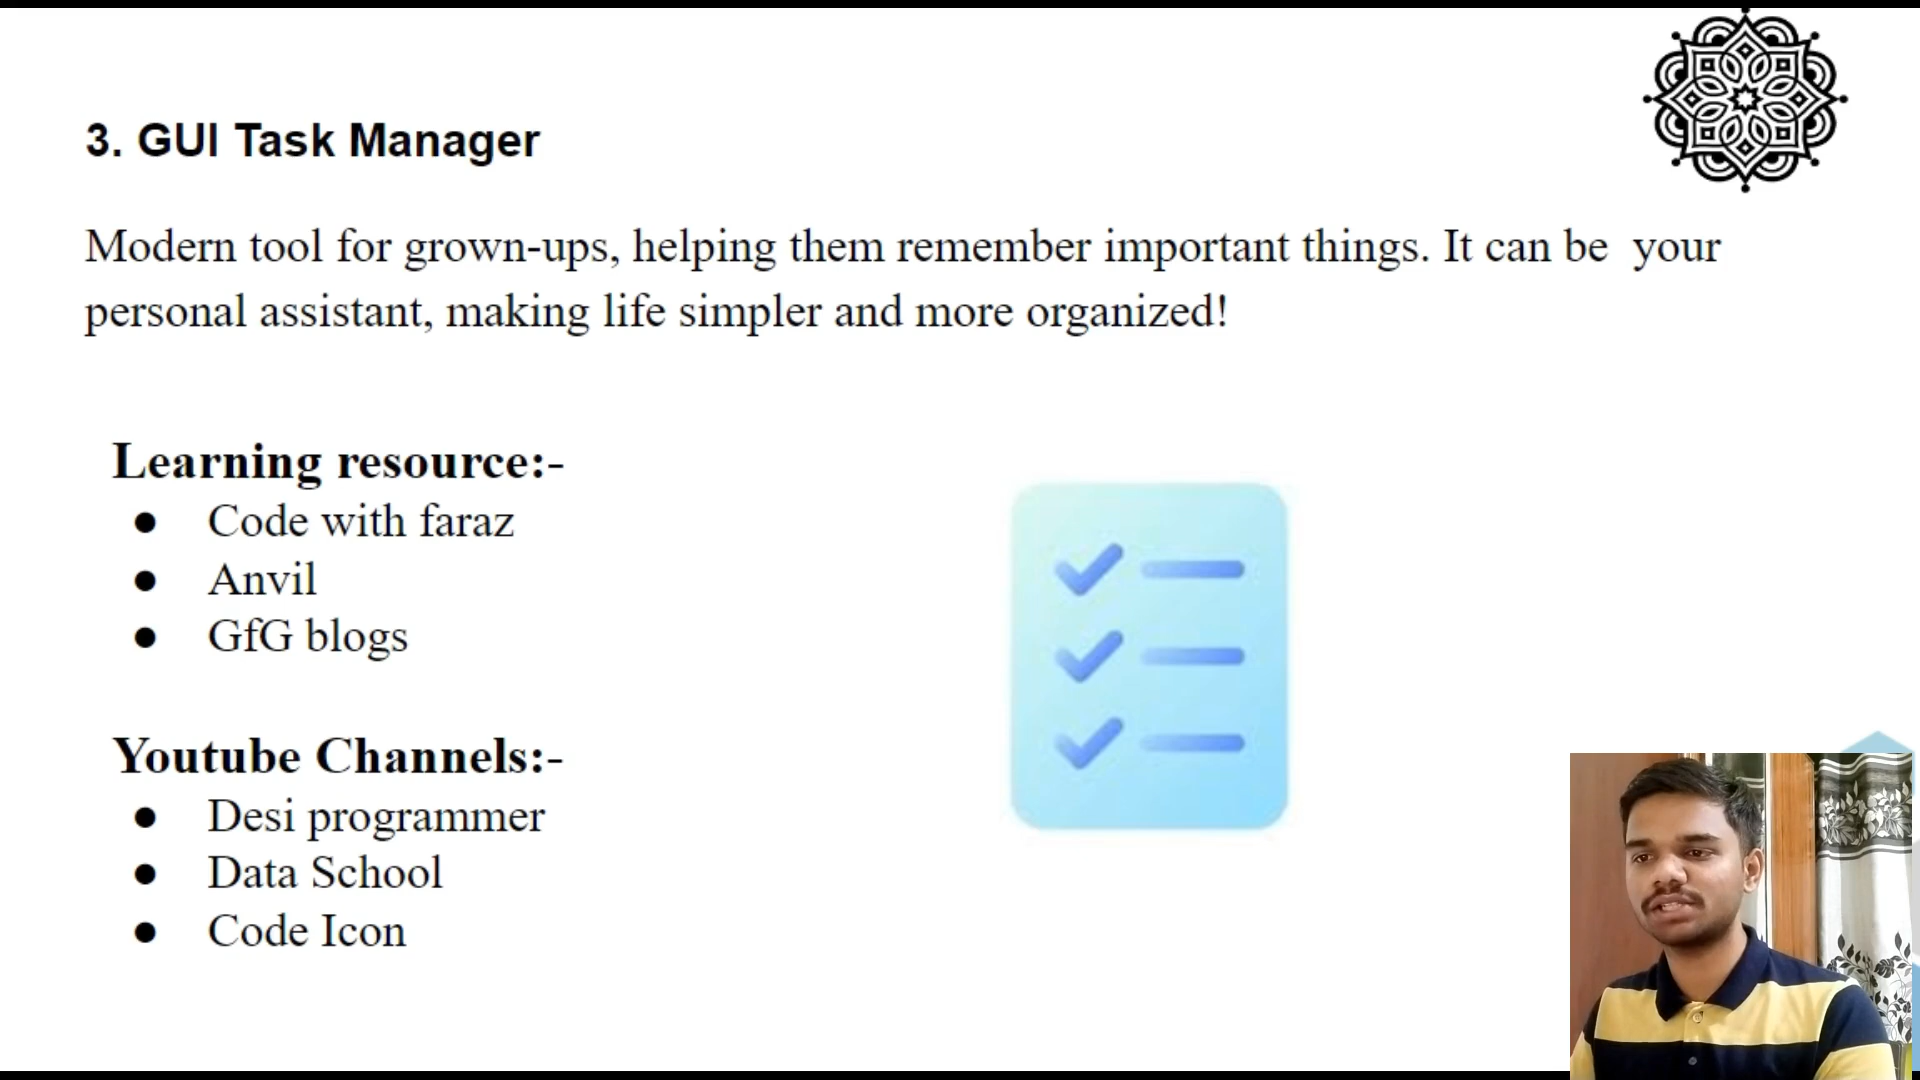 3. GUI Task Manager
Modern tool for grown-ups, helping them remember important things. It can be  your
personal assistant, making life simpler and more organized!
Learning resource:-
● Code with faraz
● Anvil
● GfG blogs
Youtube Channels:-
● Desi programmer
● Data School
● Code Icon